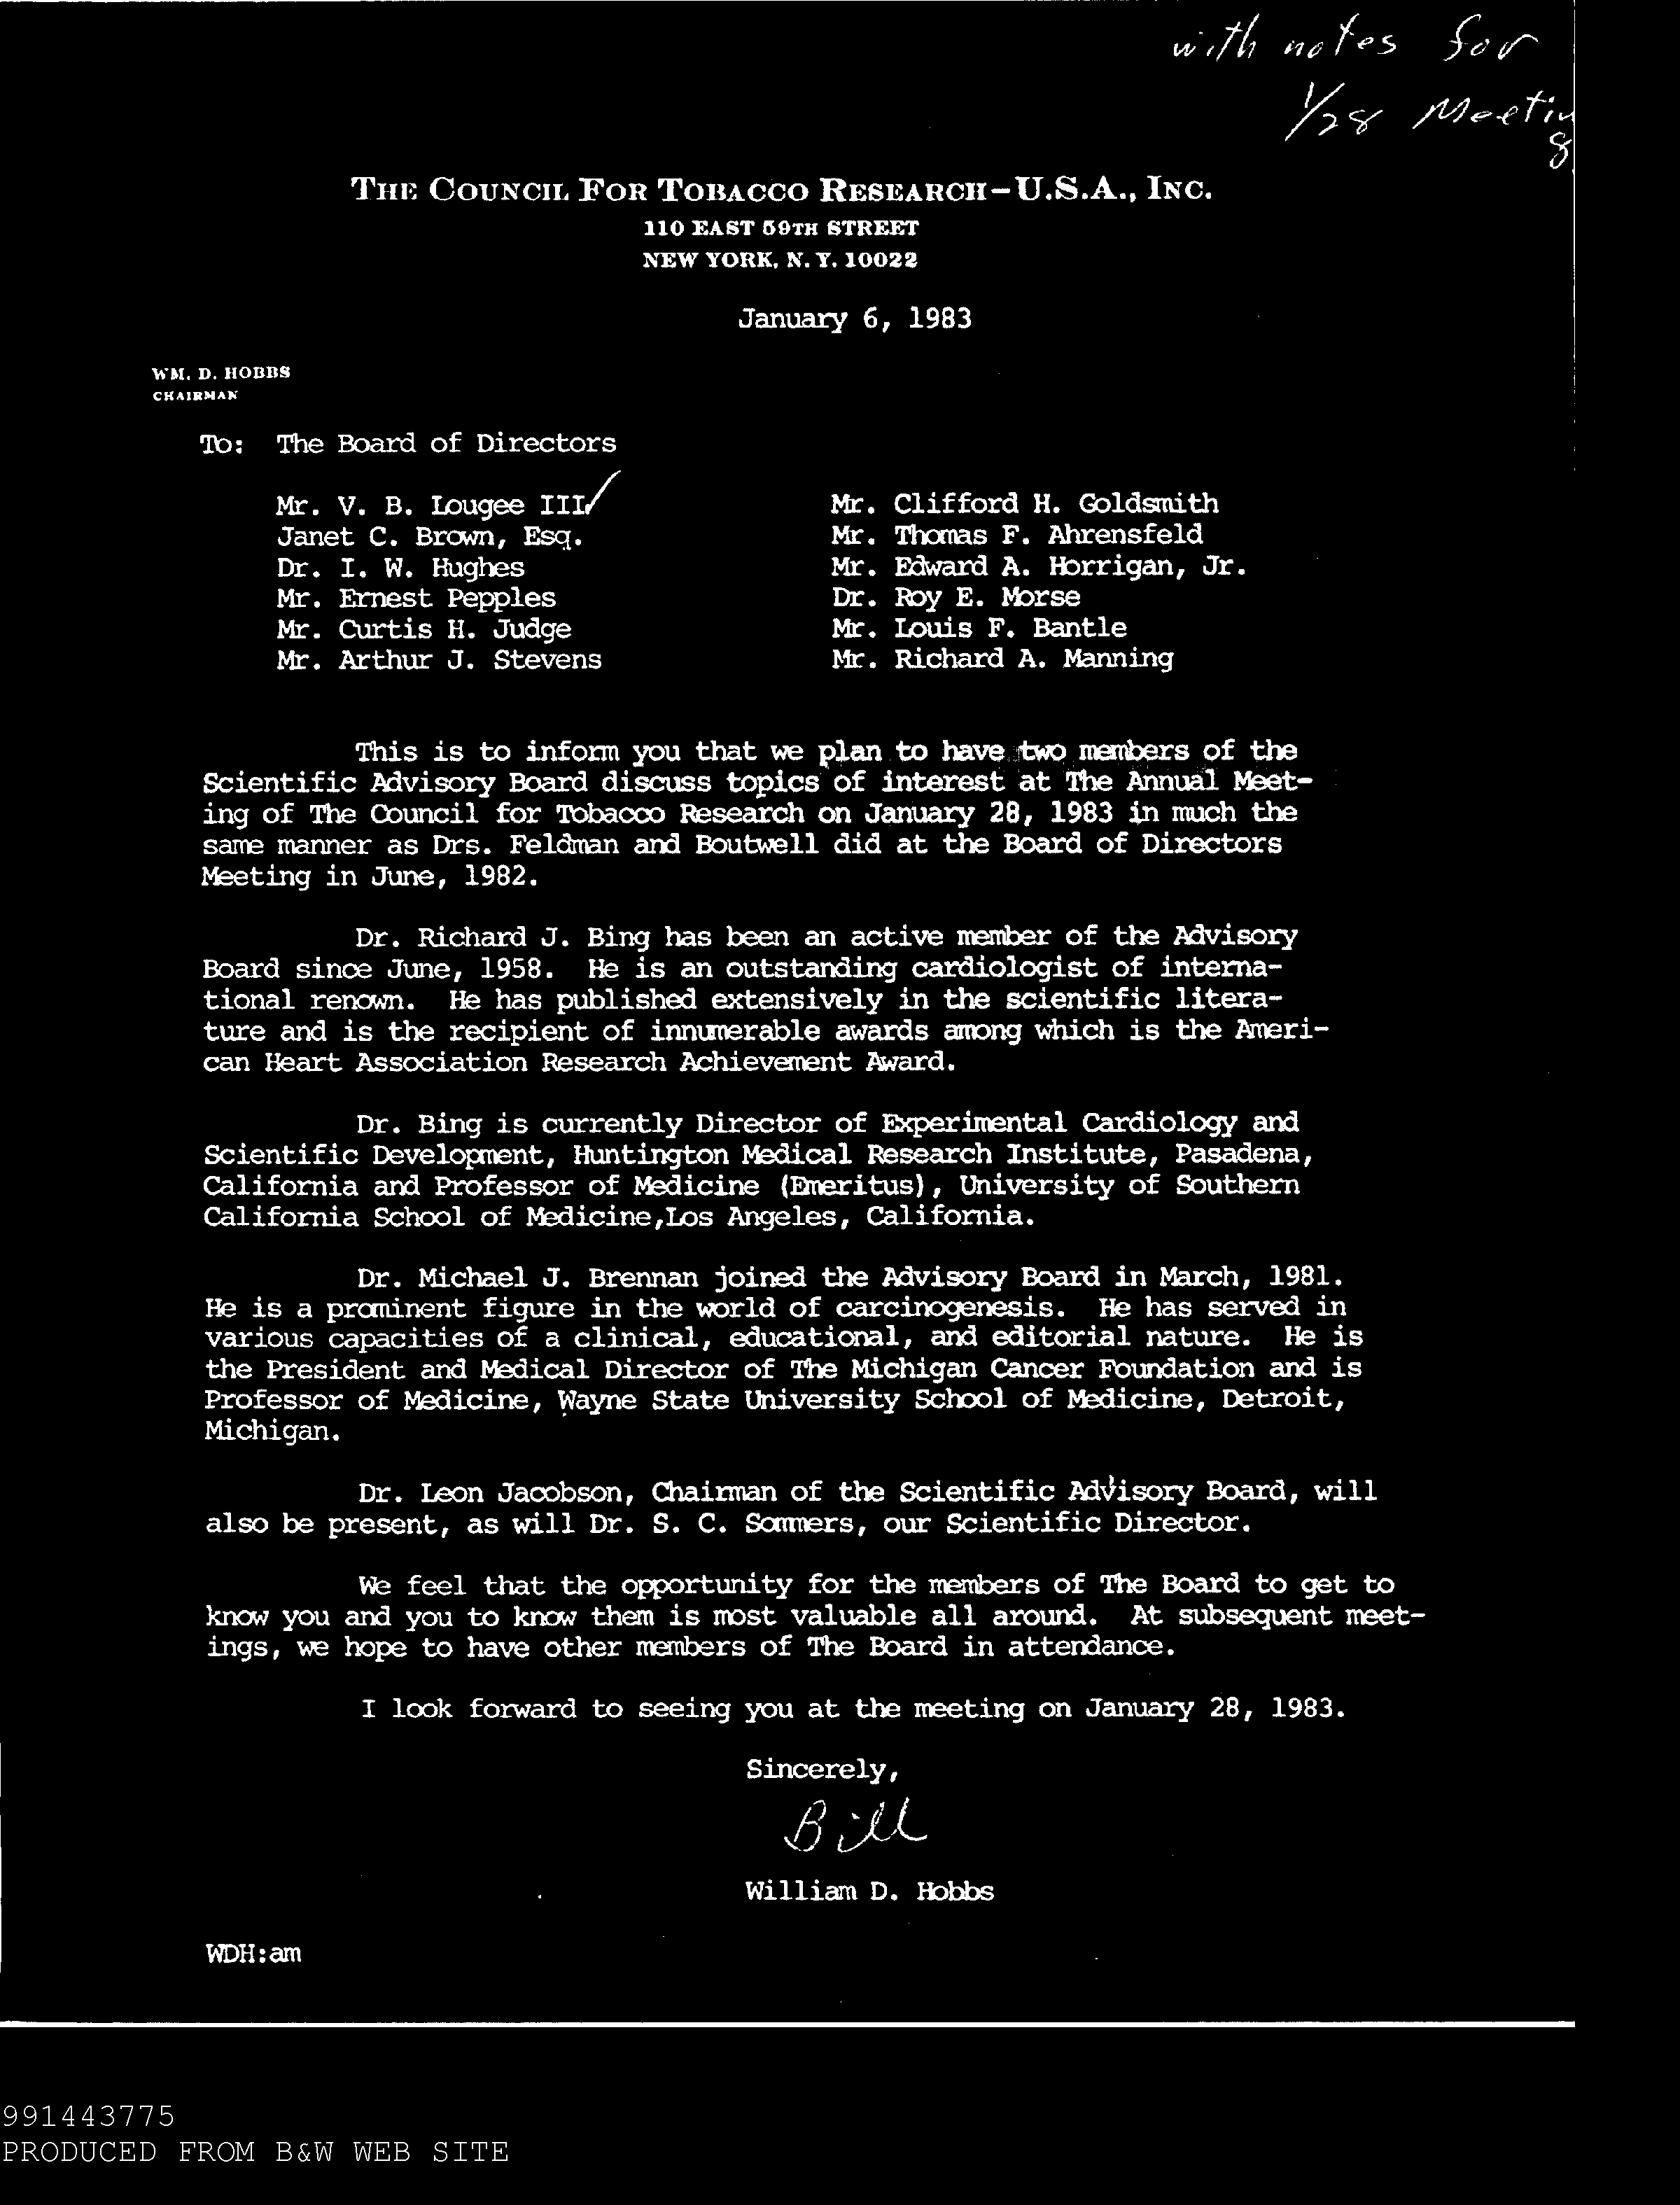 with notes for
1/28 Meetin
8
THE COUNCIL FOR TOBACCO RESEARCH-U.S.A., INC.
110 EAST 59TH STREET
NEW YORK, N. Y. 10022
January 6, 1983
WM. D. HOBBS
CHAIRMAN
To: The Board of Directors
Mr. V. B. Lougee III Mr. Clifford H. Goldsmith
Janet C. Brown, Esq. Mr. Thomas F. Ahrensfeld
Dr. I. W. Hughes Mr. Edward A. Horrigan, Jr.
Mr. Ernest Pepples Dr. Roy E. Morse
Mr. Curtis H. Judge Mr. Louis F. Bantle
Mr. Arthur J. Stevens Mr. Richard A. Manning
This is to inform you that we plan to have two members of the
Scientific Advisory Board discuss topics of interest at The Annual Meet-
ing of The Council for Tobacco Research on January 28, 1983 in much the
same manner as Drs. Feldman and Boutwell did at the Board of Directors
Meeting in June, 1982.
Dr. Richard J. Bing has been an active member of the Advisory
Board since June, 1958. He is an outstanding cardiologist of interna-
tional renown. He has published extensively in the scientific litera-
ture and is the recipient of innumerable awards among which is the Ameri-
can Heart Association Research Achievement Award.
Dr. Bing is currently Director of Experimental Cardiology and
Scientific Development, Huntington Medical Research Institute, Pasadena,
California and Professor of Medicine (Emeritus), University of Southern
California School of Medicine,Los Angeles, California.
Dr. Michael J. Brennan joined the Advisory Board in March, 1981.
He is a prominent figure in the world of carcinogenesis. He has served in
various capacities of a clinical, educational, and editorial nature. He is
the President and Medical Director of The Michigan Cancer Foundation and is
Professor of Medicine, Wayne State University School of Medicine, Detroit,
Michigan.
Dr. Leon Jacobson, Chairman of the Scientific Advisory Board, will
also be present, as will Dr. S. C. Sommers, our Scientific Director.
We feel that the opportunity for the members of The Board to get to
know you and you to know them is most valuable all around. At subsequent meet-
ings, we hope to have other members of The Board in attendance.
I look forward to seeing you at the meeting on January 28, 1983.
Sincerely,
Bill
William D. Hobbs
WDH:am
991443775
PRODUCED FROM B&W WEB SITE